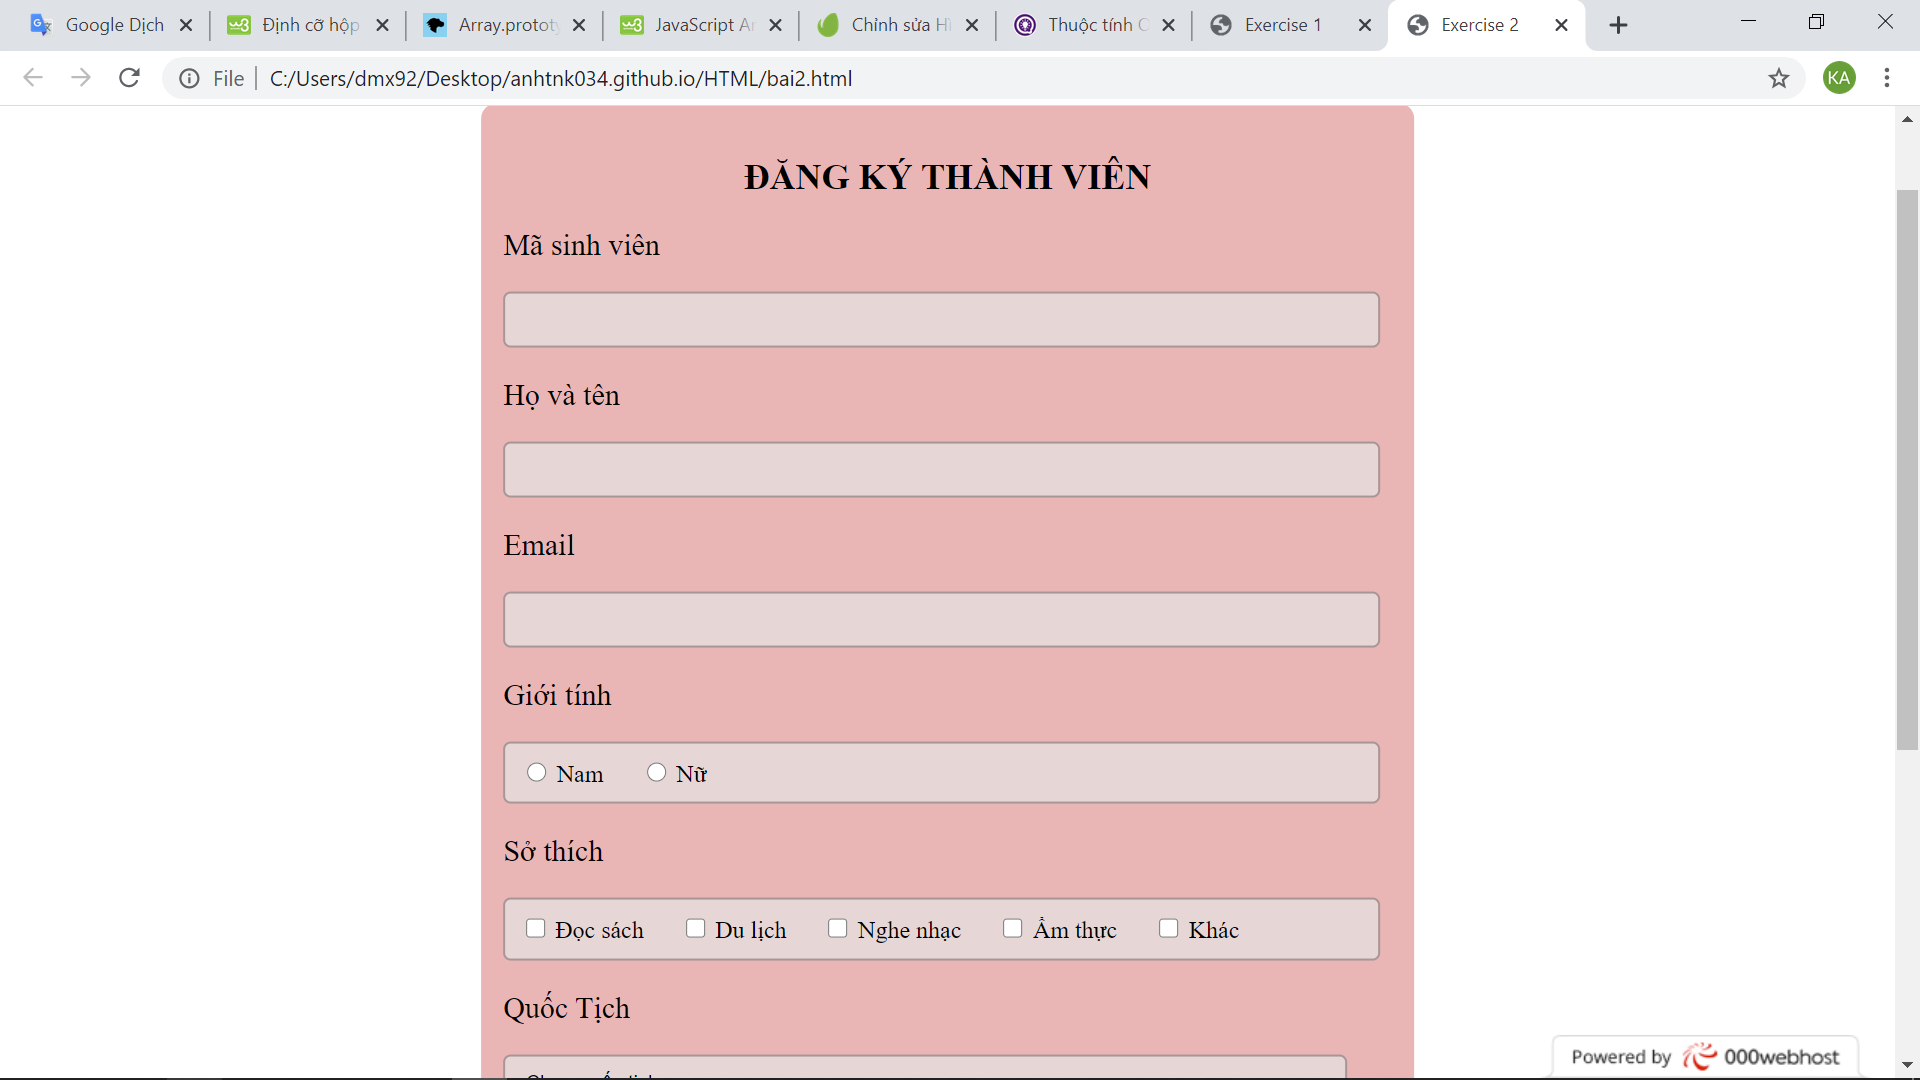 Google Dịch
Định cỡ hộp
Array.prototy
JavaScript Ar
Chỉnh sửa H
Thuộc tính
Exercise 1
Exercise 2
File
C:/Users/dmx92/Desktop/anhtnk034.github.io/HTML/bai2.html
KA
ĐĂNG KÝ THÀNH VIÊN
Mã sinh viên
Họ và tên
Email
Giới tính
Nam Nữ
Sở thích
Đọc sách Du lịch Nghe nhạc Ẩm thực Khác
Quốc Tịch
Powered by 000webhost